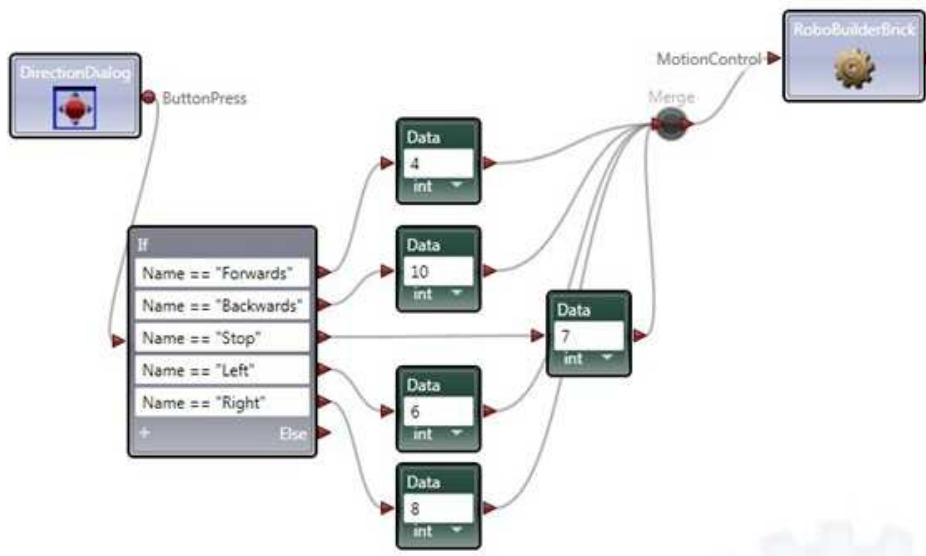 RoboBuilderBrick
MotionControl
DirectionDialog
ButtonPress
Merge
Data
4
int
If
Name == "Forwards"
Name == "Backwards"
Name == "Stop"
Name == "Left"
Name == "Right"
+ Else
Data
10
int
Data
7
int
Data
6
int
Data
8
int